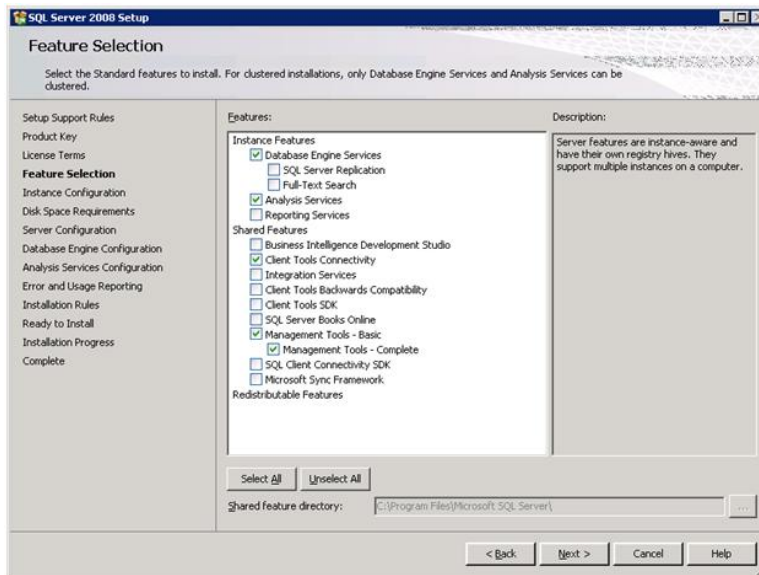 SQL Server 2008 Setup
Feature Selection
Select the Standard features to install. For clustered installations, only Database Engine Services and Analysis Services can be
clustered.
Setup Support Rules
Product Key
License Terms
Feature Selection
Instance Configuration
Disk Space Requirements
Server Configuration
Database Engine Configuration
Analysis Services Configuration
Error and Usage Reporting
Installation Rules
Ready to Install
Installation Progress
Complete
Features:
Instance Features
Database Engine Services
SQL Server Replication
Full-Text Search
Analysis Services
Reporting Services
Shared Features
Business Intelligence Development Studio
Client Tools Connectivity
Integration Services
Client Tools Backwards Compatibility
Client Tools SDK
SQL Server Books Online
Management Tools - Basic
Management Tools - Complete
SQL Client Connectivity SDK
Microsoft Sync Framework
Redistributable Features
Description:
Server features are instance-aware and
have their own registry hives. They
support multiple instances on a computer.
Select All
Unselect All
Shared feature directory:
C:\Program Files\Microsoft SQL Server\
...
< Back
Next >
Cancel
Help